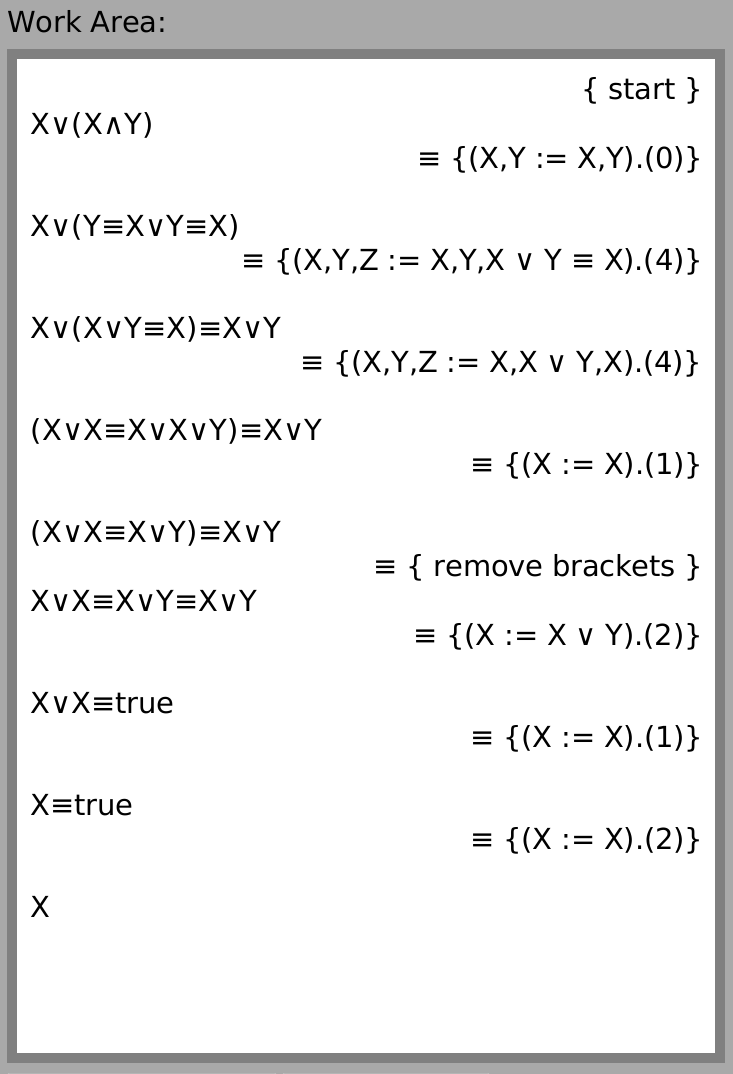 Work Area:
{ start }
X∨(X∧Y)
≡ {(X,Y := X,Y).(0)}
X∨(Y≡X∨Y≡X)
≡ {(X,Y,Z := X,Y,X ∨ Y ≡ X).(4)}
X∨(X∨Y≡X)≡X∨Y
≡ {(X,Y,Z := X,X ∨ Y,X).(4)}
(X∨X≡X∨X∨Y)≡X∨Y
≡ {(X := X).(1)}
(X∨X≡X∨Y)≡X∨Y
≡ { remove brackets }
X∨X≡X∨Y≡X∨Y
≡ {(X := X ∨ Y).(2)}
X∨X≡true
≡ {(X := X).(1)}
X≡true
≡ {(X := X).(2)}
X